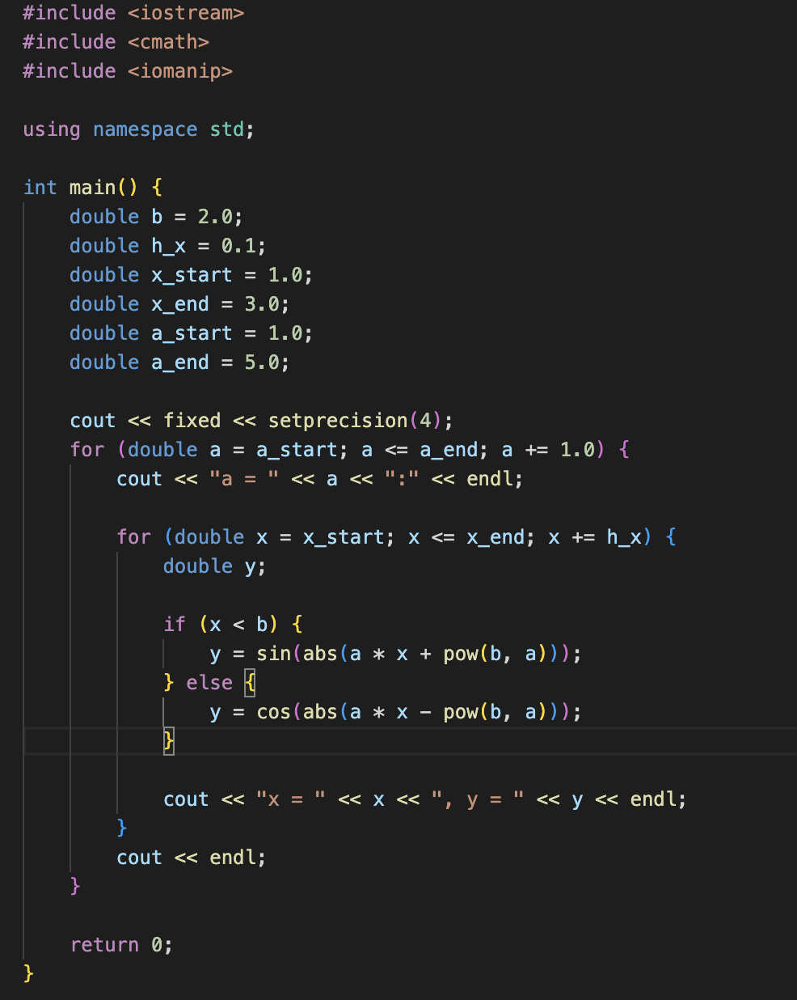 #include <iostream>
#include <cmath>
#include <iomanip>

using namespace std;

int main() {
    double b = 2.0;
    double h_x = 0.1;
    double x_start = 1.0;
    double x_end = 3.0;
    double a_start = 1.0;
    double a_end = 5.0;

    cout << fixed << setprecision(4);
    for (double a = a_start; a <= a_end; a += 1.0) {
        cout << "a = " << a << ":" << endl;

        for (double x = x_start; x <= x_end; x += h_x) {
            double y;

            if (x < b) {
                y = sin(abs(a * x + pow(b, a)));
            } else {
                y = cos(abs(a * x - pow(b, a)));
            }

            cout << "x = " << x << ", y = " << y << endl;
        }
        cout << endl;
    }

    return 0;
}